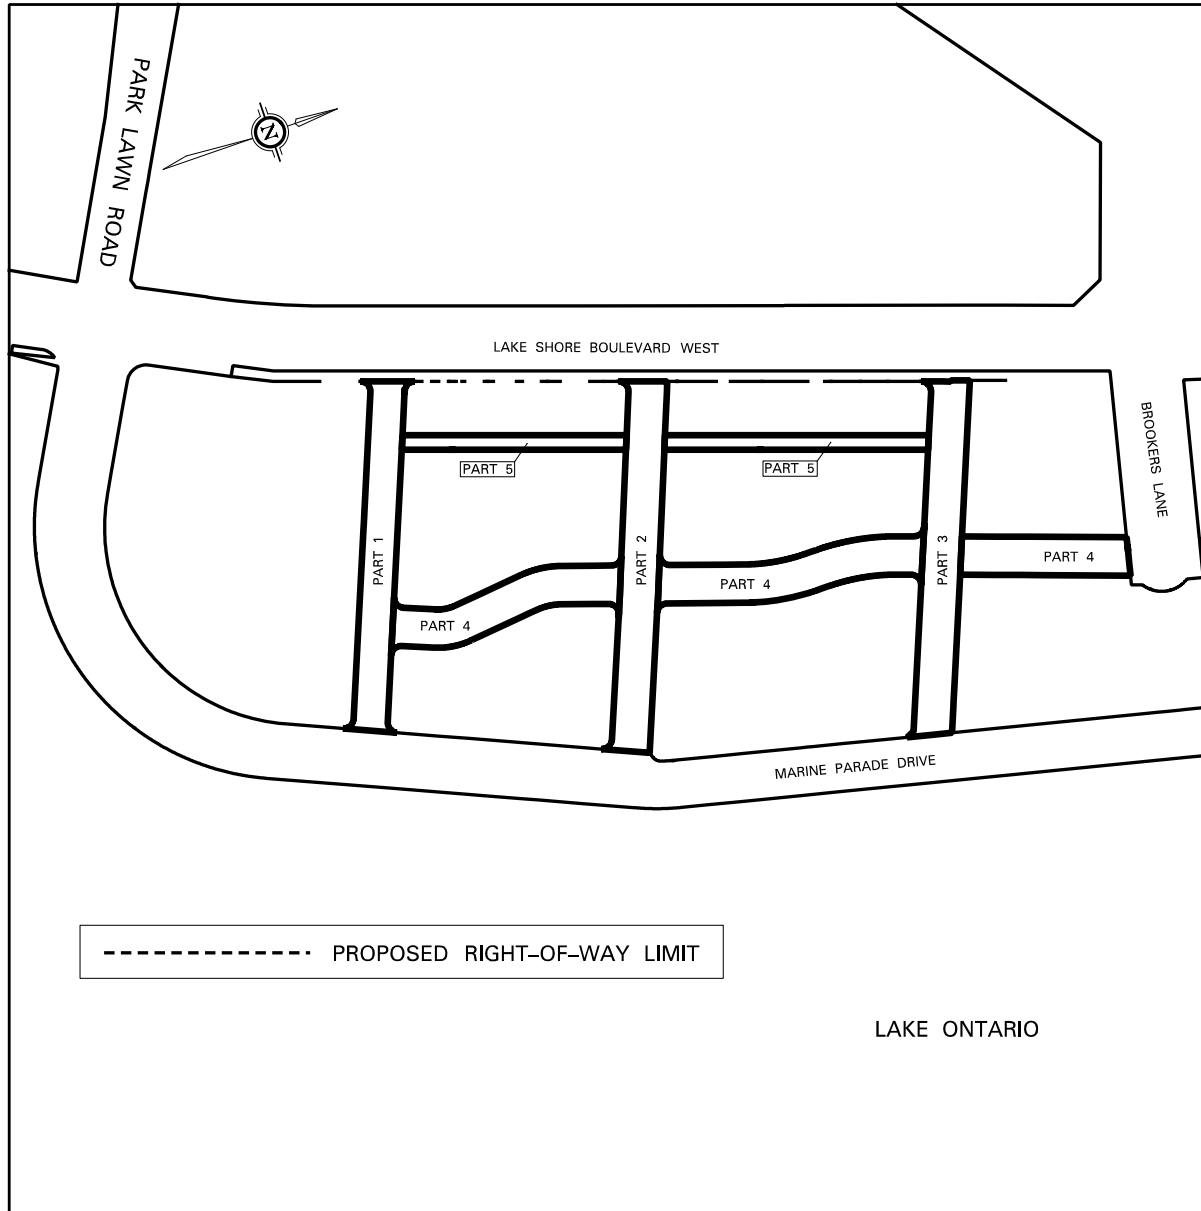 PARK LAWN ROAD
N
LAKE SHORE BOULEVARD WEST
BROOKERS LANE
PART 5
PART 5
PART 1
PART 2
PART 3
PART 4
PART 4
PART 4
MARINE PARADE DRIVE
PROPOSED RIGHT-OF-WAY LIMIT
LAKE ONTARIO